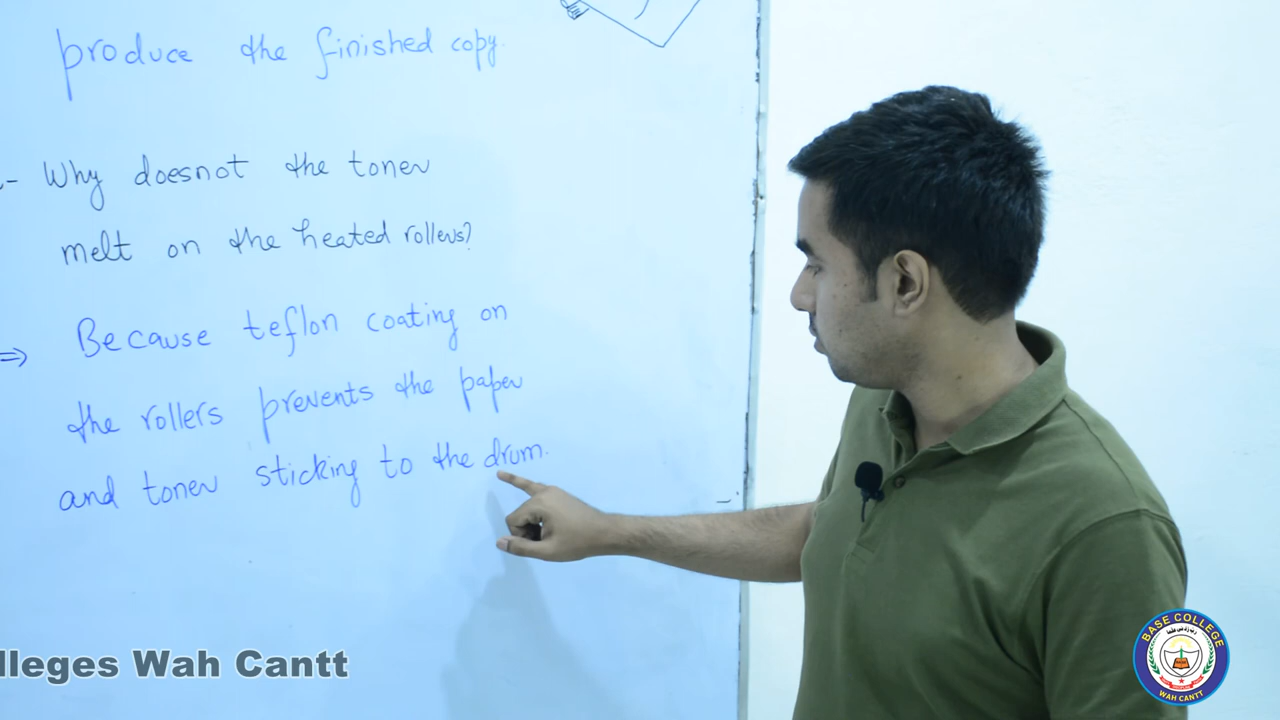 produce the finished copy.
Why doesnot the toner
melt on the heated rollers?
⇒ Because teflon coating on
the rollers prevents the paper
and toner sticking to the drum.
lleges Wah Cantt
BASE COLLEGE
WAH CANTT